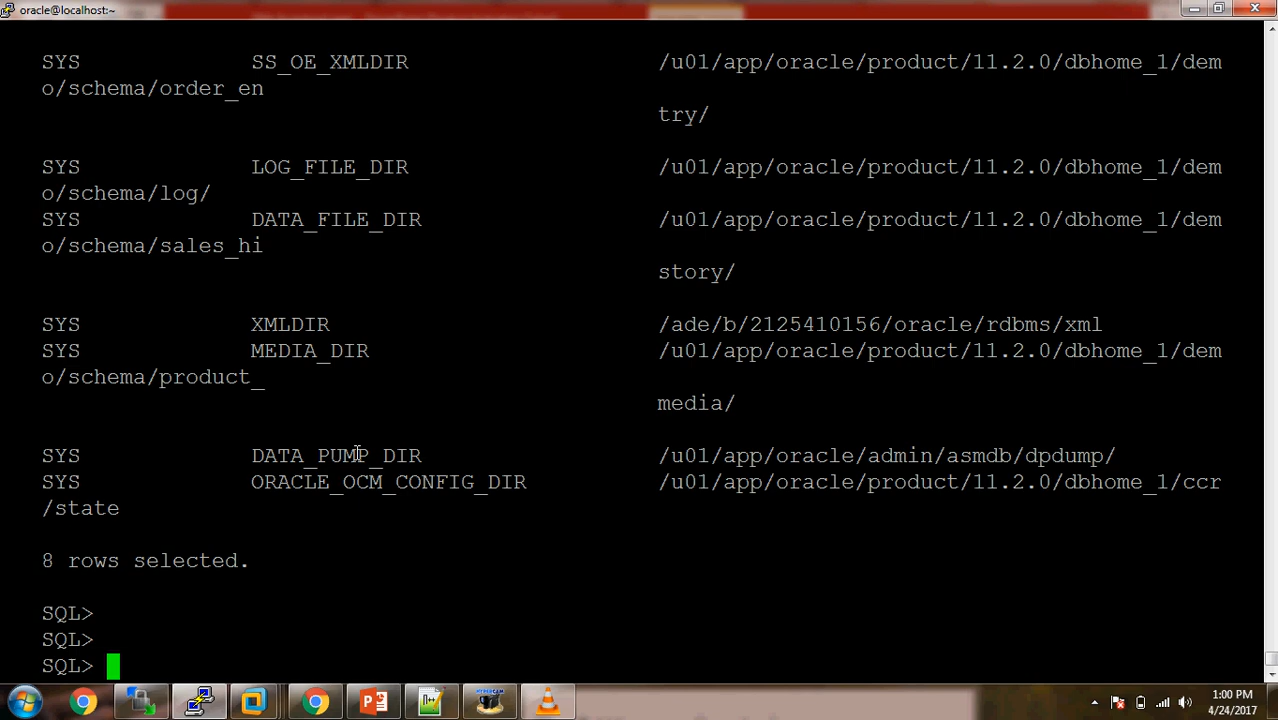 oracle@localhost:~
SYS SS_OE_XMLDIR /u01/app/oracle/product/11.2.0/dbhome_1/dem
o/schema/order_en
try/
SYS LOG_FILE_DIR /u01/app/oracle/product/11.2.0/dbhome_1/dem
o/schema/log/
SYS DATA_FILE_DIR /u01/app/oracle/product/11.2.0/dbhome_1/dem
o/schema/sales_hi
story/
SYS XMLDIR /ade/b/2125410156/oracle/rdbms/xml
SYS MEDIA_DIR /u01/app/oracle/product/11.2.0/dbhome_1/dem
o/schema/product_
media/
SYS DATA_PUMP_DIR /u01/app/oracle/admin/asmdb/dpdump/
SYS ORACLE_OCM_CONFIG_DIR /u01/app/oracle/product/11.2.0/dbhome_1/ccr
/state
8 rows selected.
SQL>
SQL>
SQL>
1:00 PM
4/24/2017